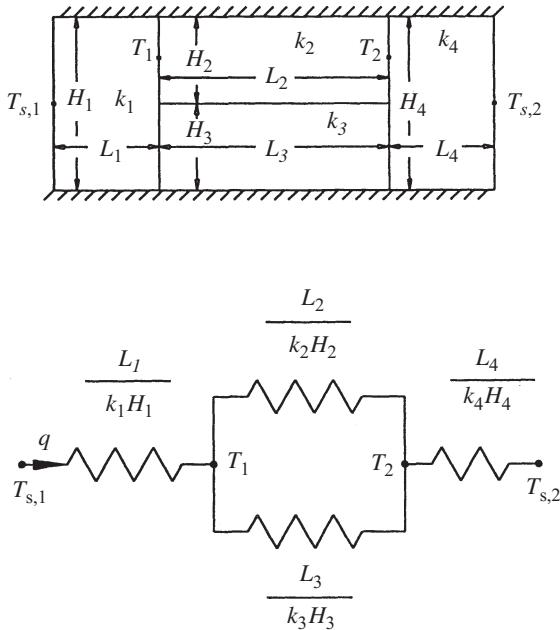 T1
H2
k2
T2
k4
L2
Ts,1
H1
k1
H3
k3
H4
Ts,2
L1
L3
L4
L2
k2H2
L1
k1H1
L4
k4H4
q
Ts,1
T1
T2
Ts,2
L3
k3H3